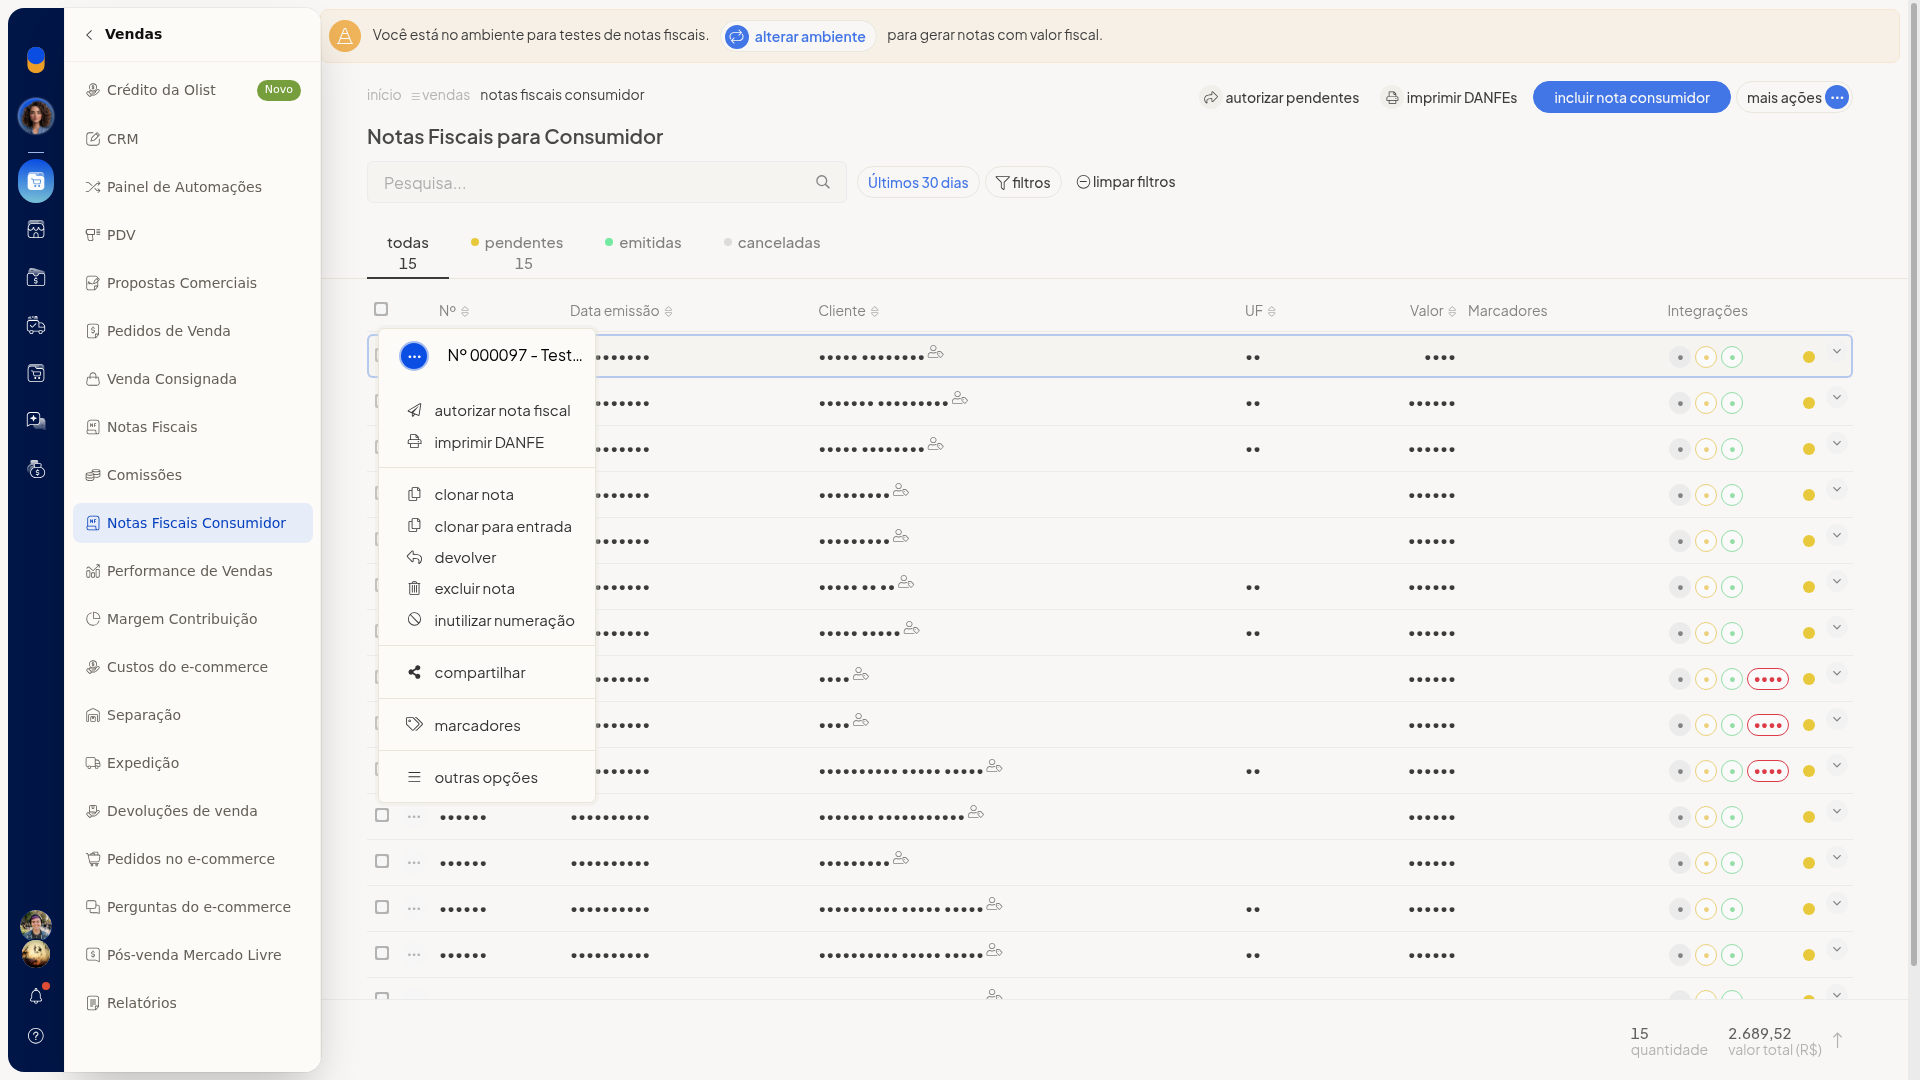 Vendas
Crédito da Olist
Novo
CRM
Painel de Automações
PDV
Propostas Comerciais
Pedidos de Venda
Venda Consignada
Notas Fiscais
Comissões
Notas Fiscais Consumidor
Performance de Vendas
Margem Contribuição
Custos do e-commerce
Separação
Expedição
Devoluções de venda
Pedidos no e-commerce
Perguntas do e-commerce
Pós-venda Mercado Livre
Relatórios
Você está no ambiente para testes de notas fiscais. alterar ambiente para gerar notas com valor fiscal.
início vendas notas fiscais consumidor
autorizar pendentes imprimir DANFEs incluir nota consumidor mais ações
Notas Fiscais para Consumidor
Pesquisa... Últimos 30 dias filtros limpar filtros
todas pendentes emitidas canceladas
15 15
Nº Data emissão Cliente UF Valor Marcadores Integrações
Nº 000097 - Test...
autorizar nota fiscal
imprimir DANFE
clonar nota
clonar para entrada
devolver
excluir nota
inutilizar numeração
compartilhar
marcadores
outras opções
15 2.689,52
quantidade valor total (R$)